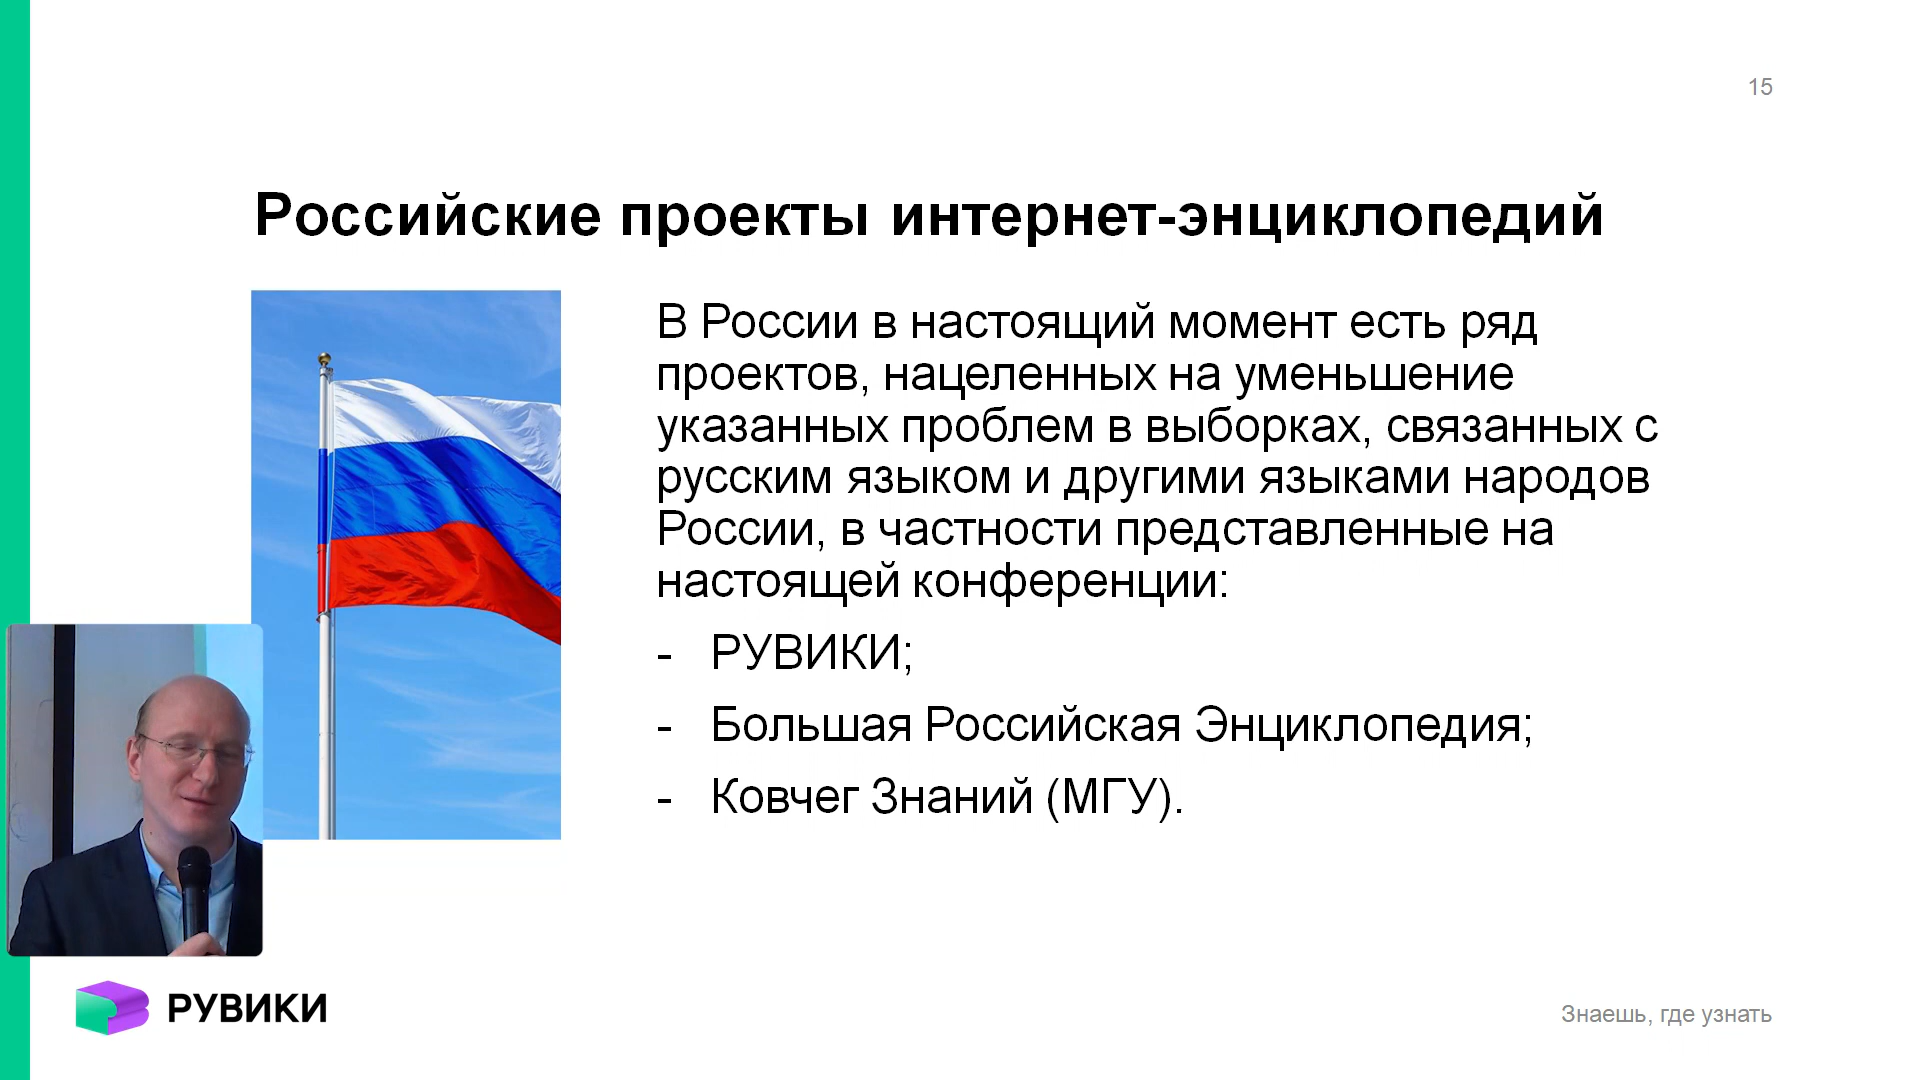 15
Российские проекты интернет-энциклопедий
В России в настоящий момент есть ряд
проектов, нацеленных на уменьшение
указанных проблем в выборках, связанных с
русским языком и другими языками народов
России, в частности представленные на
настоящей конференции:
- РУВИКИ;
- Большая Российская Энциклопедия;
- Ковчег Знаний (МГУ).
РУВИКИ
Знаешь, где узнать